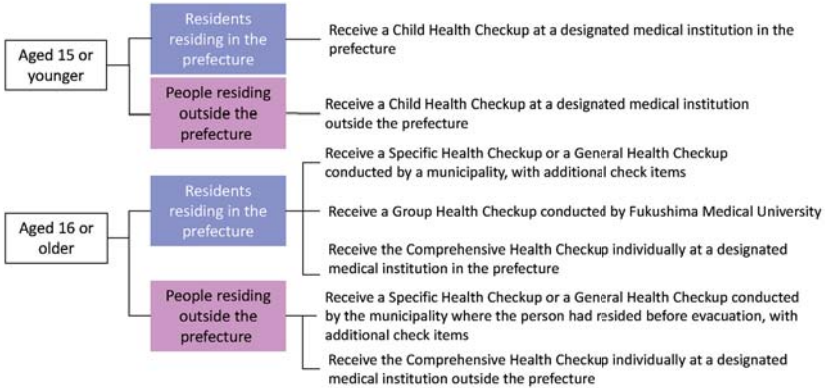 Aged 15 or
younger
Residents
residing in the
prefecture
Receive a Child Health Checkup at a designated medical institution in the
prefecture
People residing
outside the
prefecture
Receive a Child Health Checkup at a designated medical institution
outside the prefecture
Aged 16 or
older
Residents
residing in the
prefecture
Receive a Specific Health Checkup or a General Health Checkup
conducted by a municipality, with additional check items
Receive a Group Health Checkup conducted by Fukushima Medical University
Receive the Comprehensive Health Checkup individually at a designated
medical institution in the prefecture
People residing
outside the
prefecture
Receive a Specific Health Checkup or a General Health Checkup conducted
by the municipality where the person had resided before evacuation, with
additional check items
Receive the Comprehensive Health Checkup individually at a designated
medical institution outside the prefecture